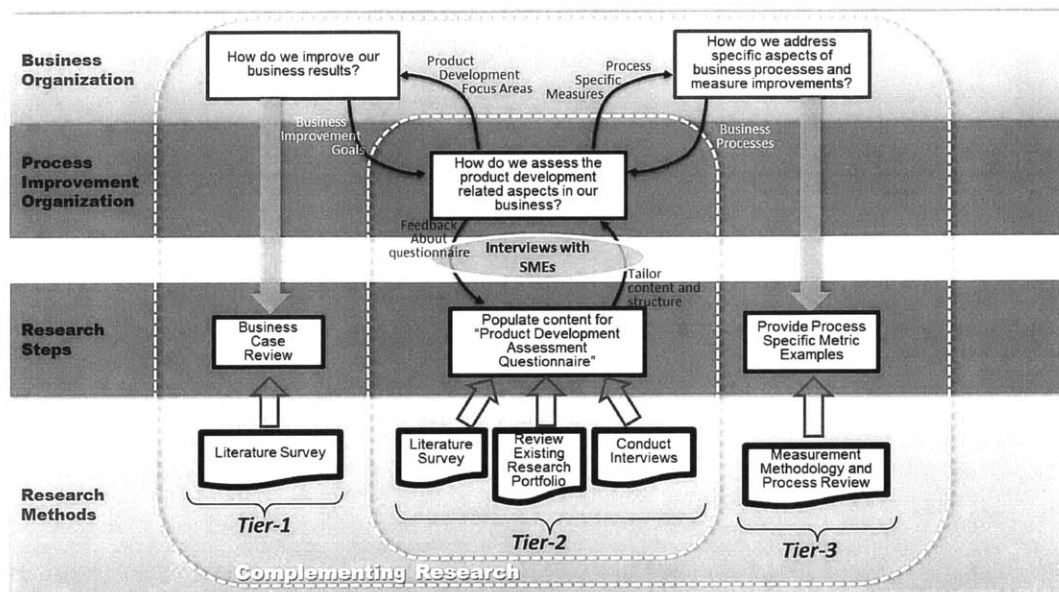 Business
Organization
How do we improve our
business results?
Product
Development
Focus Areas
Process
Specific
Measures
How do we address
specific aspects of
business processes and
measure improvements?
Business
Improvement
Goals
Business
Processes
Process
Improvement
Organization
How do we assess the
product development
related aspects in our
business?
Feedback
About
questionnaire
Interviews with
SMEs
Tailor
content and
structure
Research
Steps
Business
Case
Review
Populate content for
"Product Development
Assessment
Questionnaire"
Provide Process
Specific Metric
Examples
Research
Methods
Literature Survey
Literature
Survey
Review
Existing
Research
Portfolio
Conduct
Interviews
Measurement
Methodology and
Process Review
Tier-1
Tier-2
Tier-3
Complementing Research